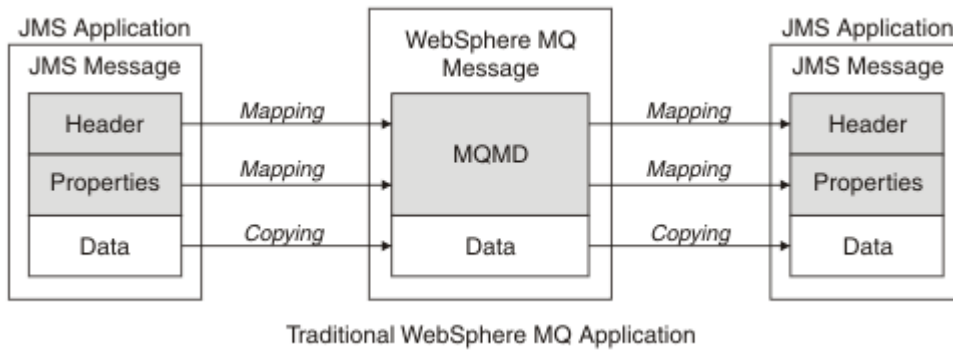 JMS Application
JMS Message
Header
Properties
Data
Mapping
Mapping
Copying
WebSphere MQ
Message
MQMD
Data
Mapping
Mapping
Copying
JMS Application
JMS Message
Header
Properties
Data
Traditional WebSphere MQ Application